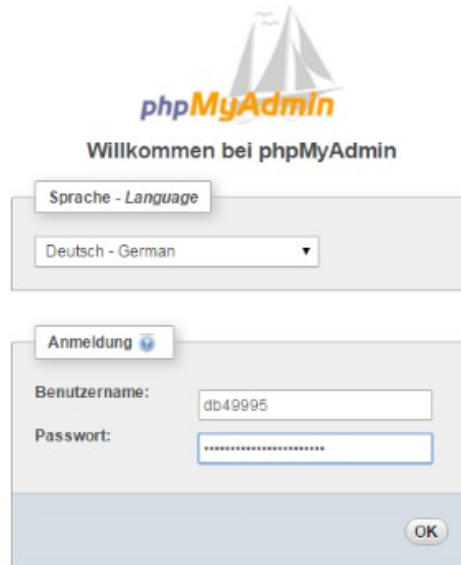 phpMyAdmin
Willkommen bei phpMyAdmin
Sprache - Language
Deutsch - German
Anmeldung
Benutzername:
db49995
Passwort:
OK